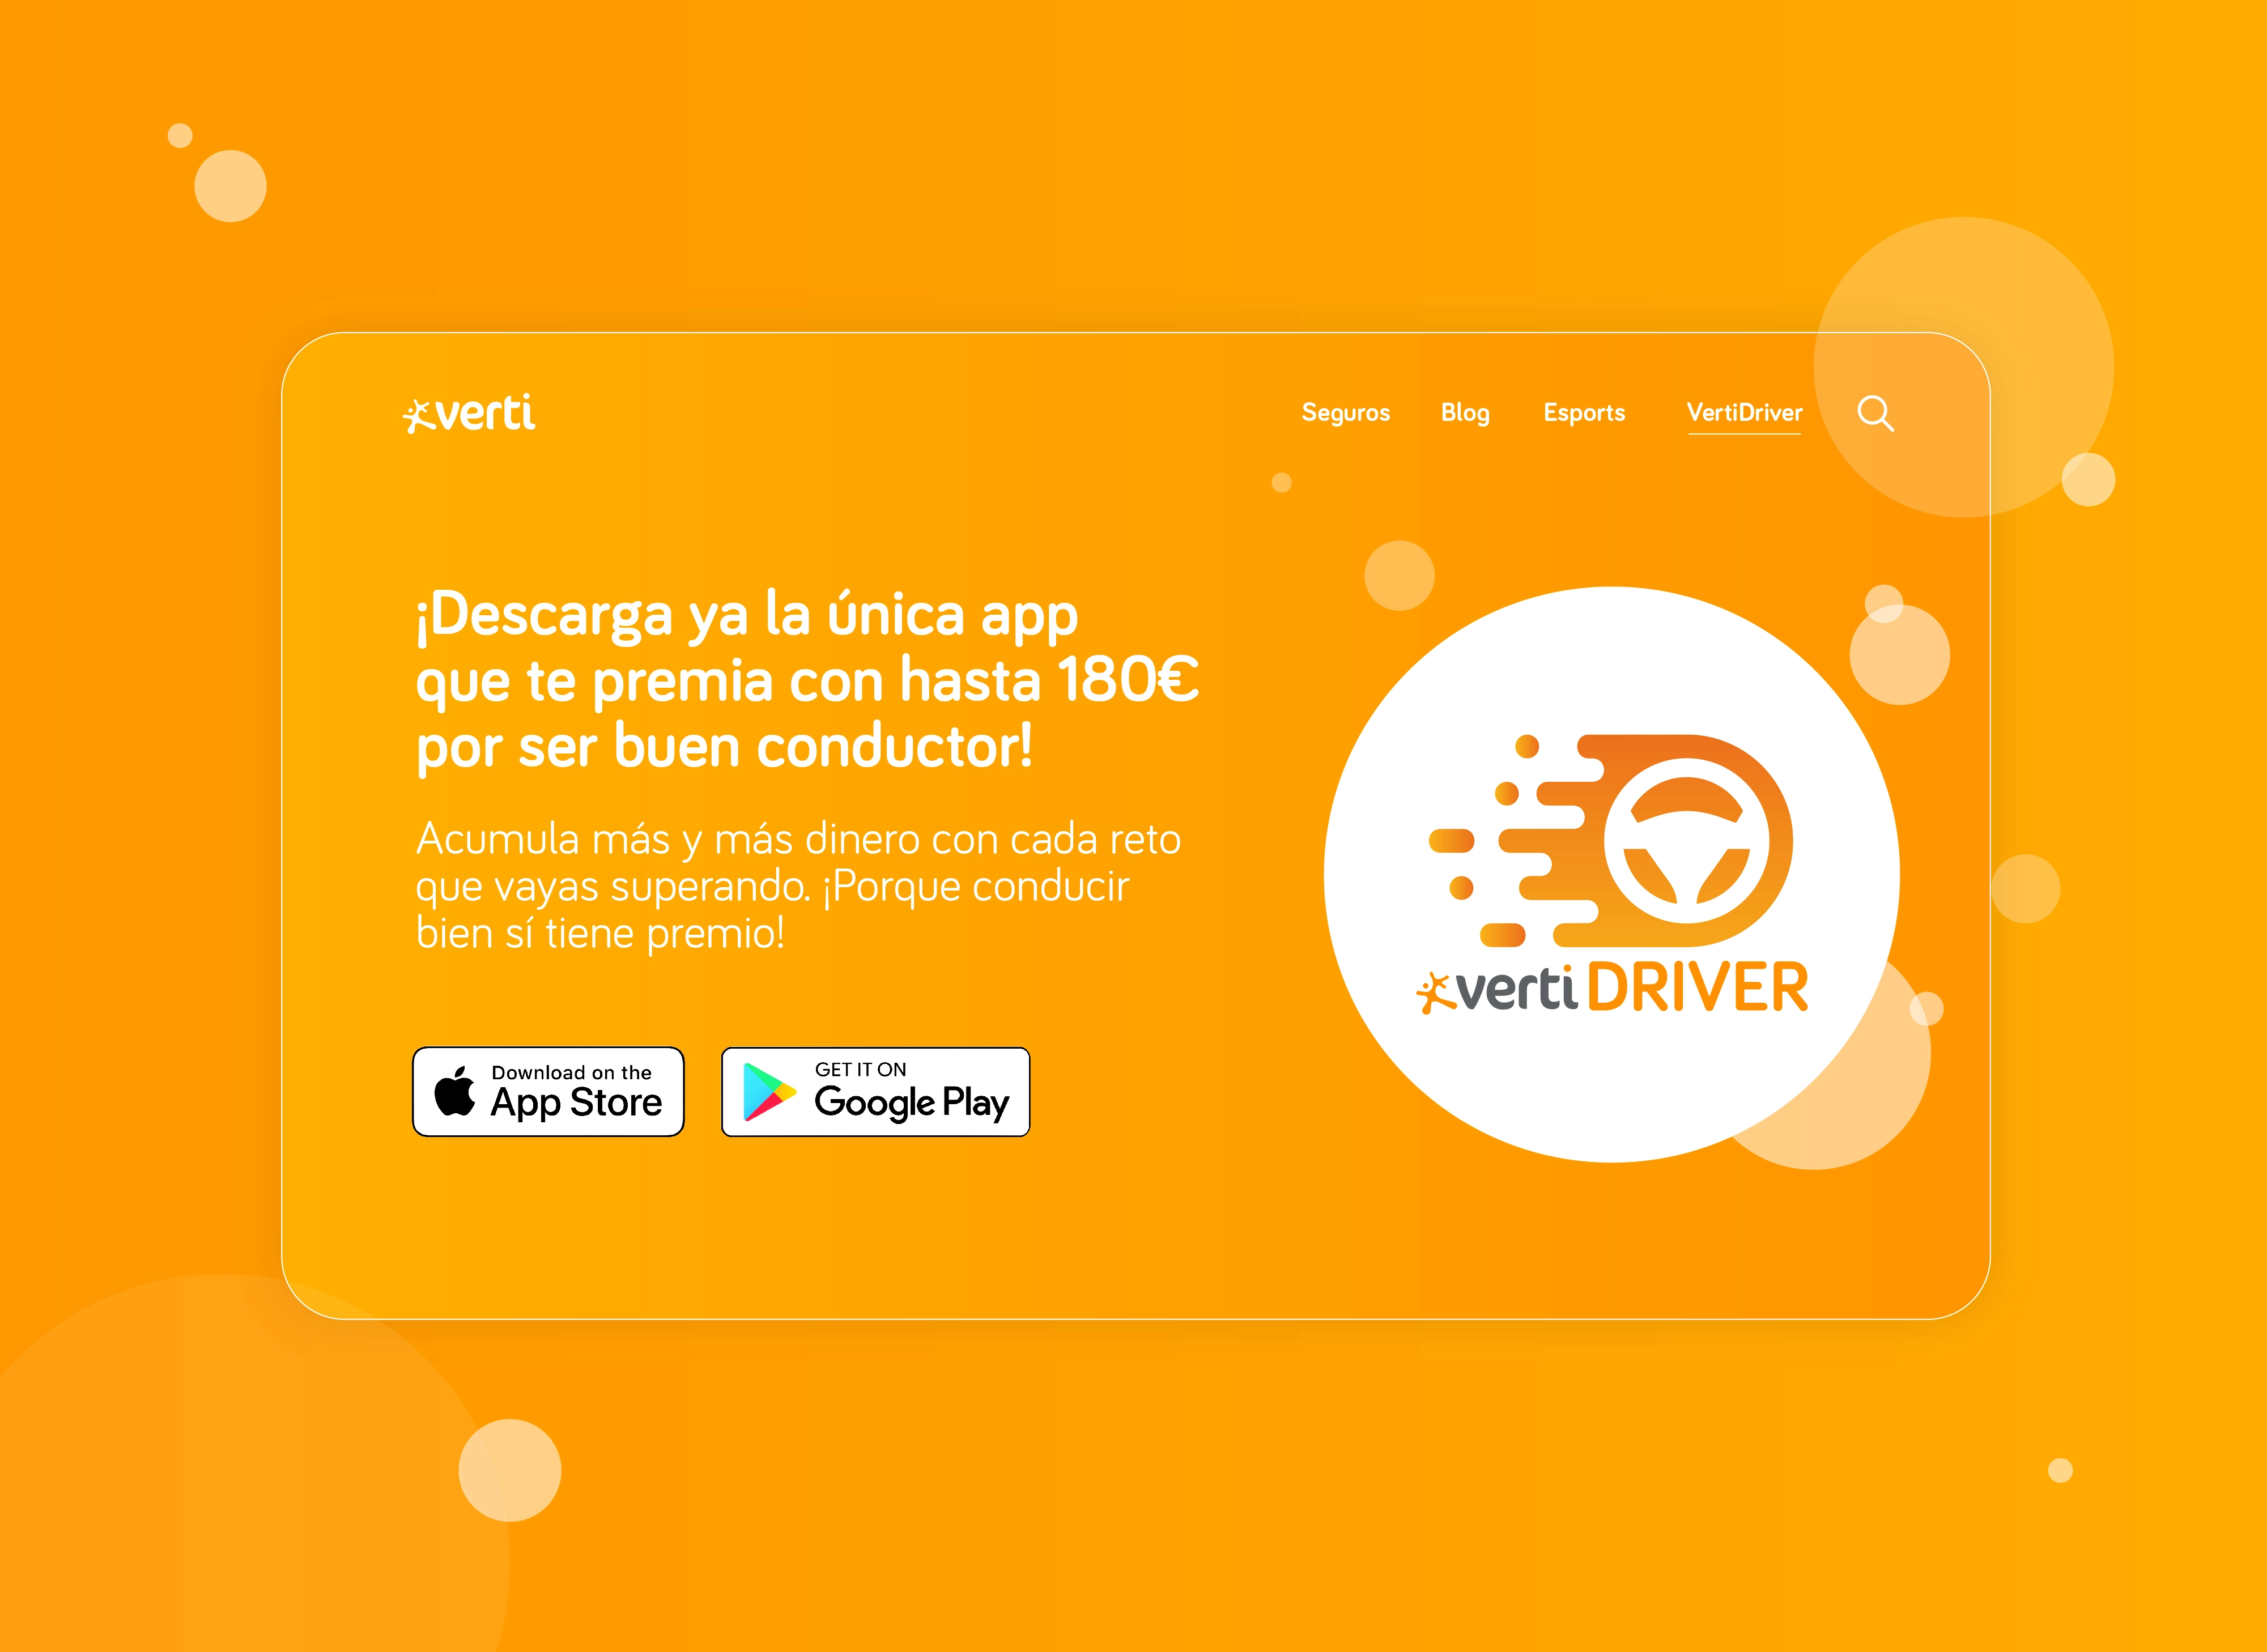 verti
Seguros Blog Esports VertiDriver
¡Descarga ya la única app
que te premia con hasta 180€
por ser buen conductor!
Acumula más y más dinero con cada reto
que vayas superando. ¡Porque conducir
bien sí tiene premio!
Download on the
App Store
GET IT ON
Google Play
verti DRIVER